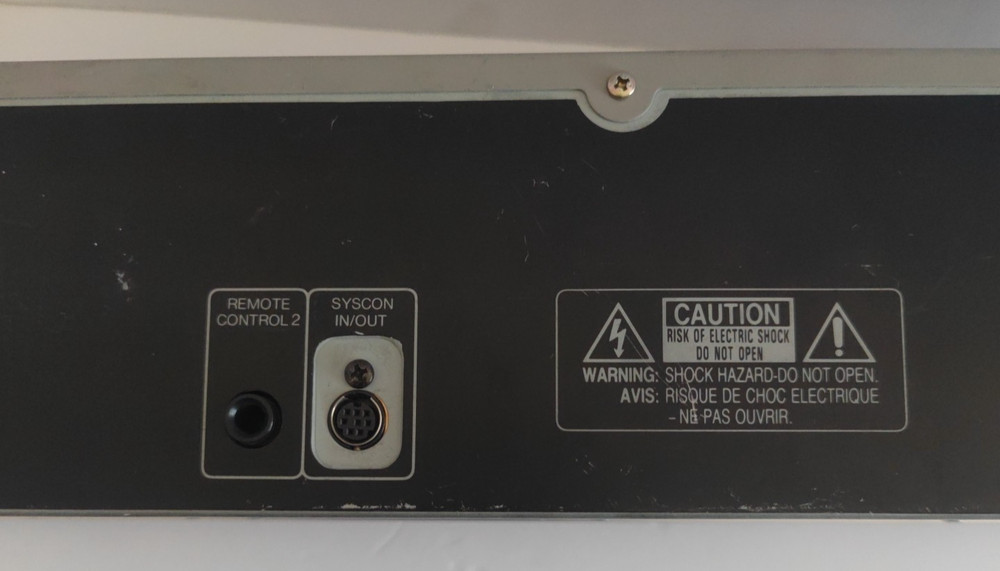 REMOTE
CONTROL 2
SYSCON
IN/OUT
CAUTION
RISK OF ELECTRIC SHOCK
DO NOT OPEN
WARNING: SHOCK HAZARD-DO NOT OPEN.
AVIS: RISQUE DE CHOC ELECTRIQUE
- NE PAS OUVRIR.